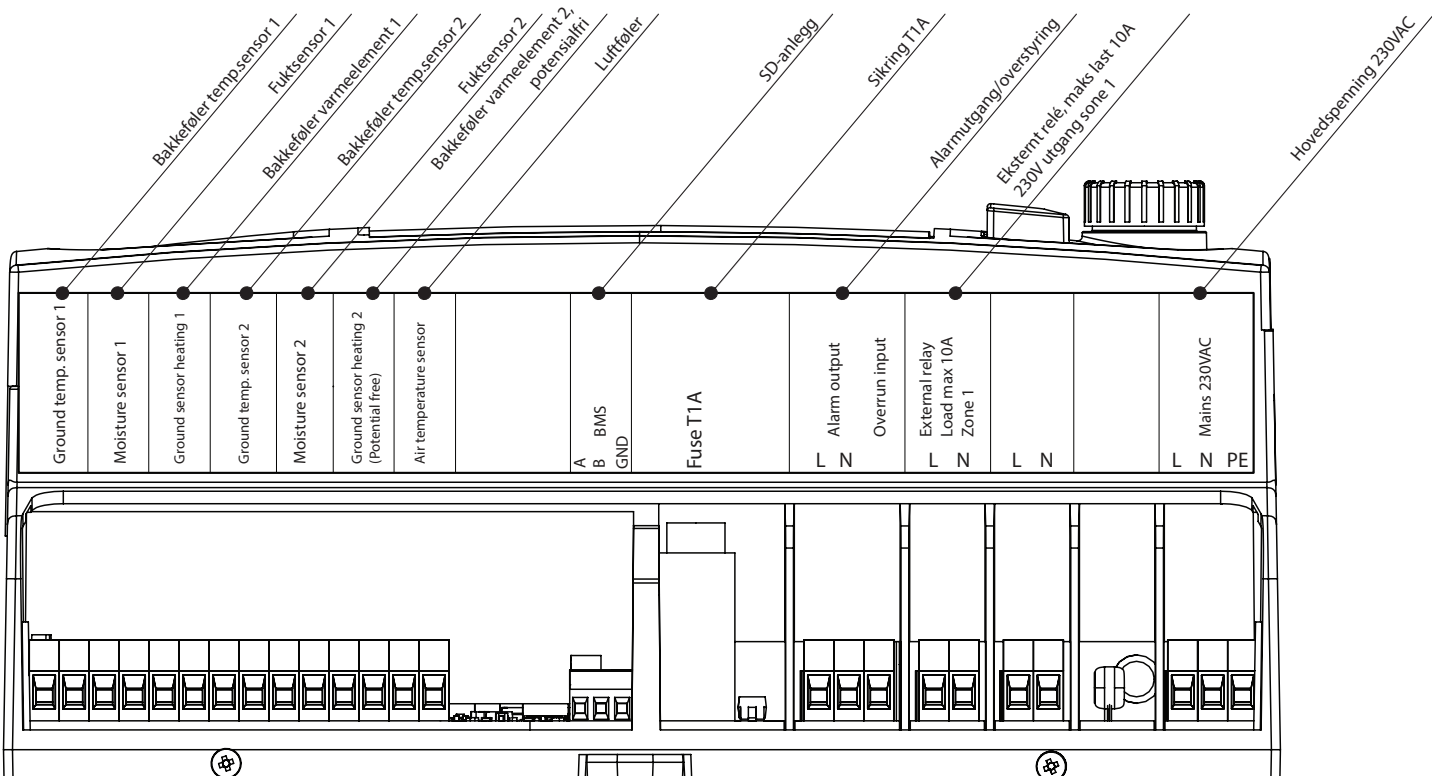 Bakkeføler temp.sensor 1
Fuktsensor 1
Bakkeføler varmeelement 1
Bakkeføler temp.sensor 2
Fuktsensor 2
Bakkeføler varmeelement 2,
potensialfri
Luftføler
SD-anlegg
Sikring T1A
Alarmutgang/overstyring
Eksternt relé, maks last 10A
230V utgang sone 1
Hovedspenning 230VAC
Ground temp. sensor 1
Moisture sensor 1
Ground sensor heating 1
Ground temp. sensor 2
Moisture sensor 2
Ground sensor heating 2
(Potential free)
Air temperature sensor
A
B BMS
GND
Fuse T1A
Alarm output
Overrun input
L N
External relay
Load max 10A
Zone 1
L N
L N
Mains 230VAC
L N PE